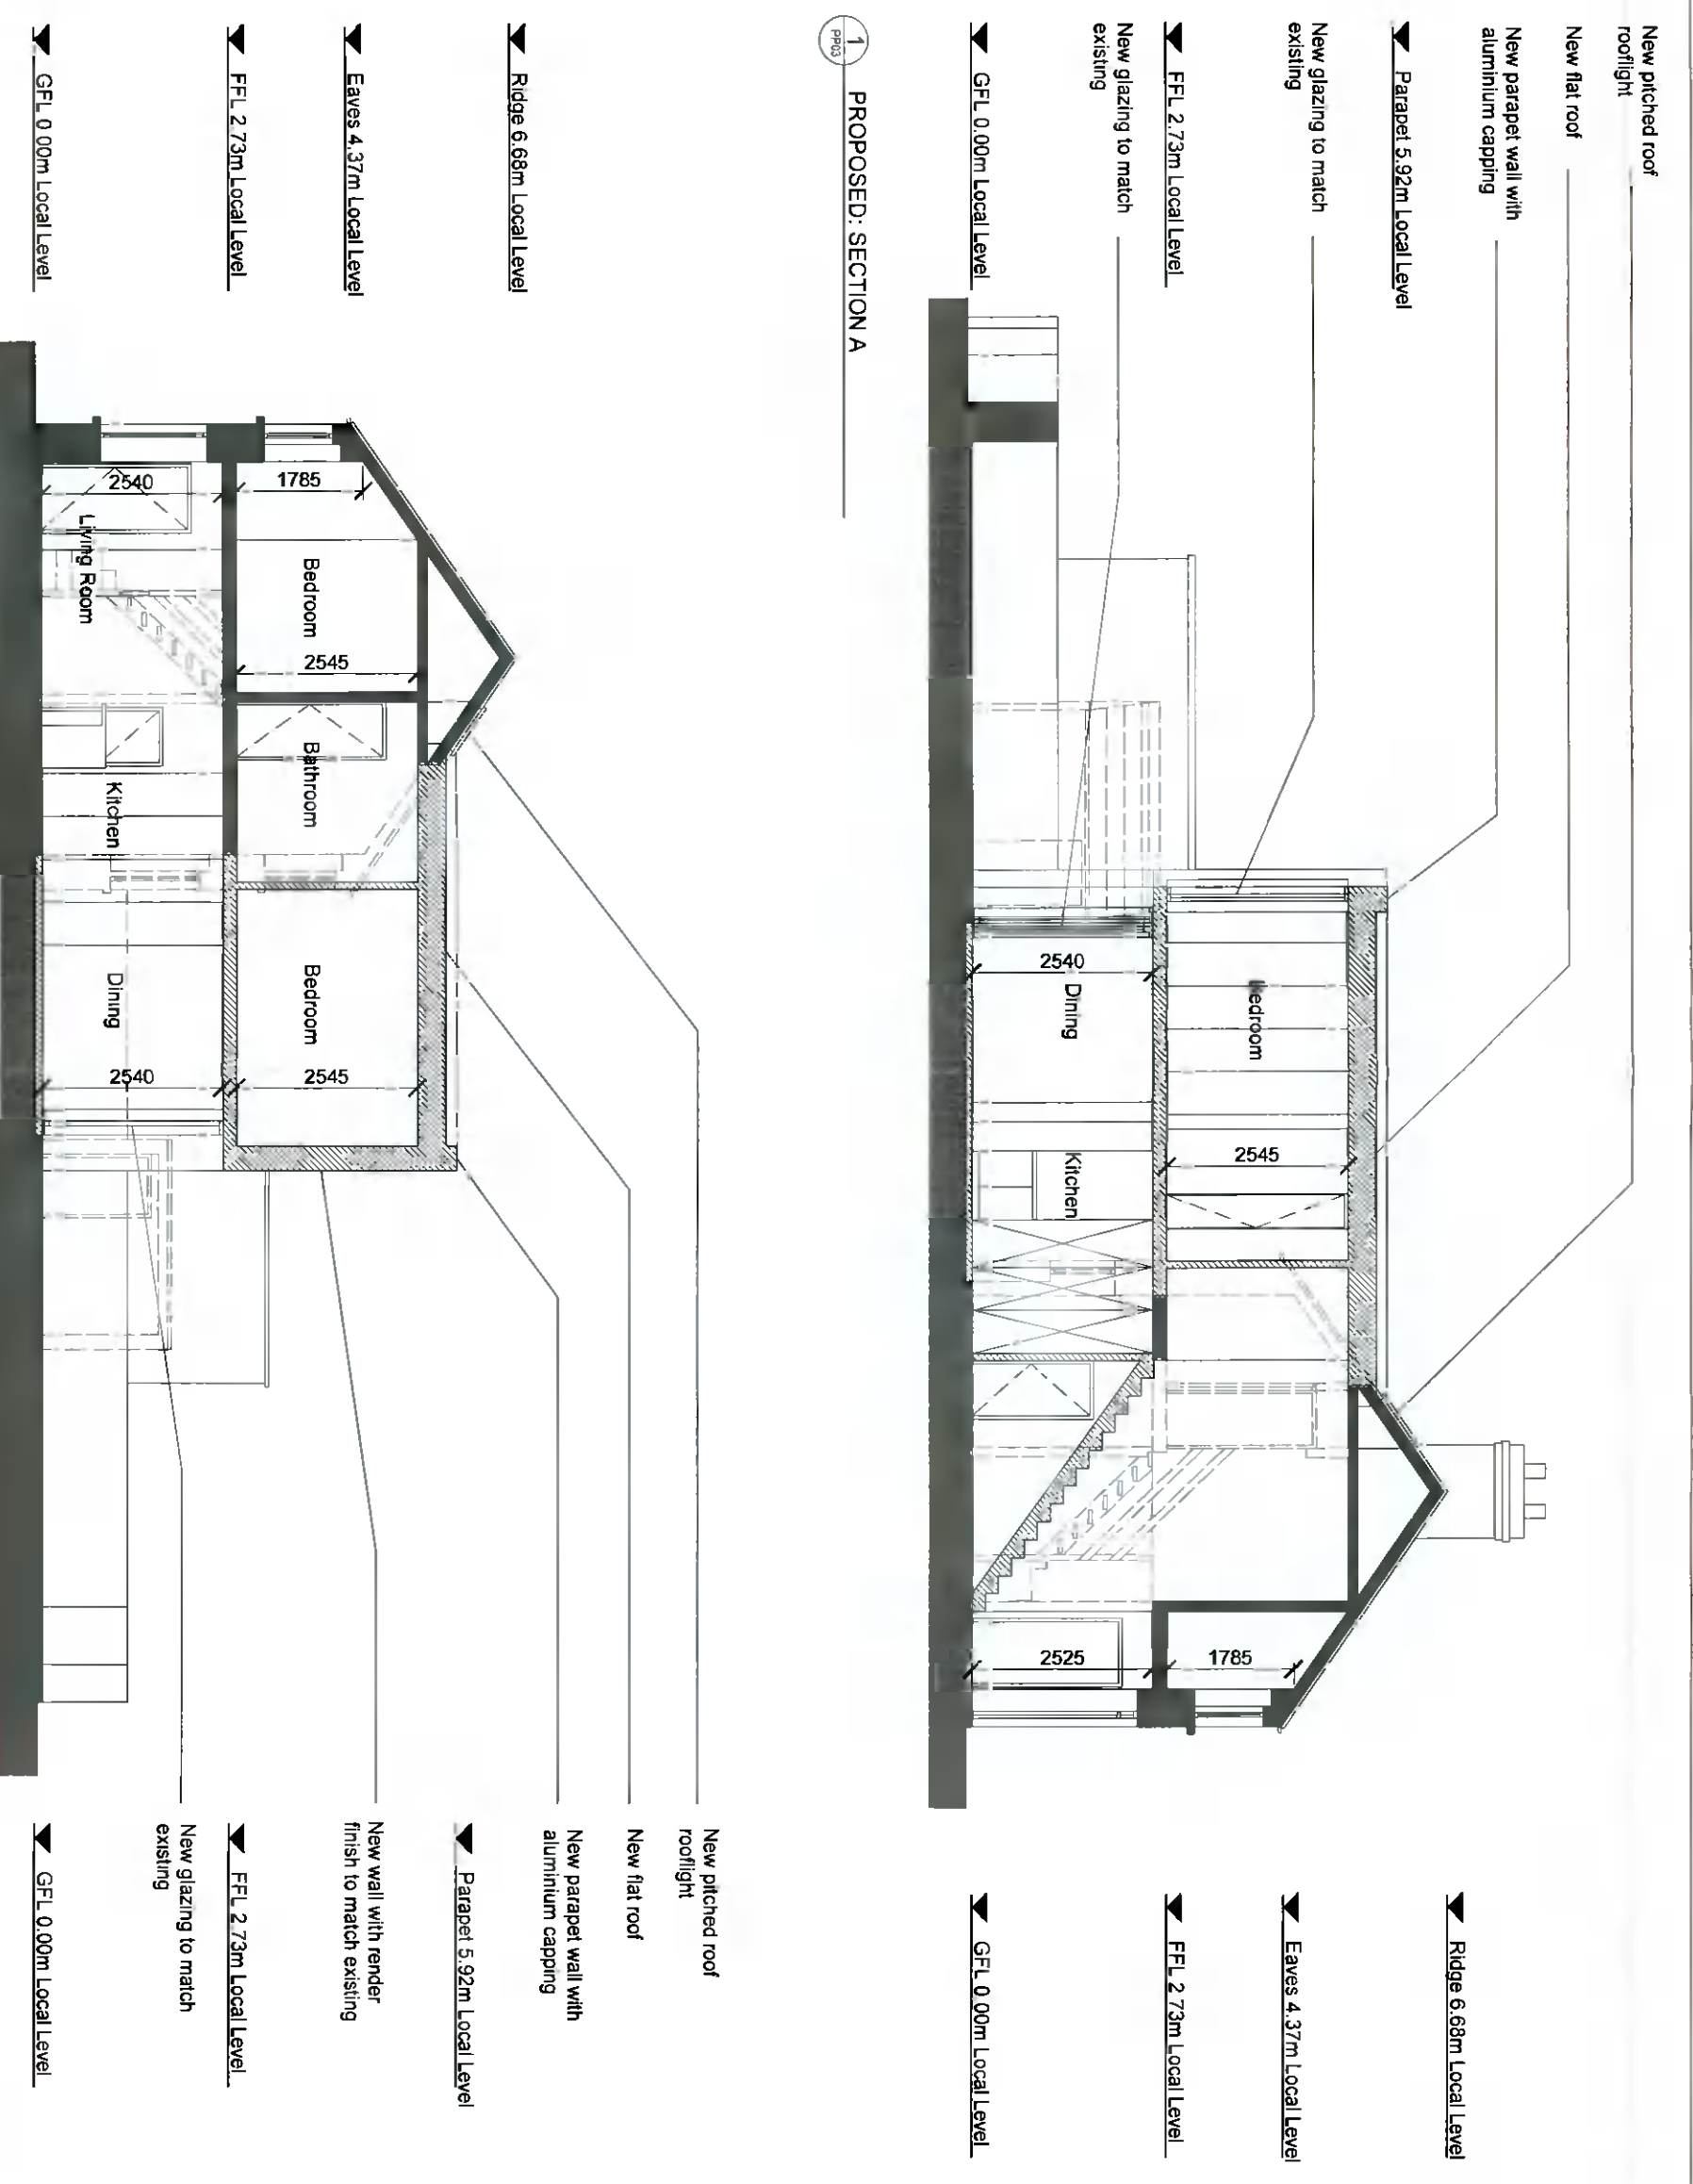 New pitched roof
rooflight
New flat roof
New parapet wall with
aluminium capping
Parapet 5.92m Local Level
New glazing to match
existing
FFL 2.73m Local Level
New glazing to match
existing
GFL 0.00m Local Level
Ridge 6.68m Local Level
Eaves 4.37m Local Level
FFL 2.73m Local Level
GFL 0.00m Local Level
Bedroom
2545
1785
2540
Dining
Kitchen
2525
1
PP03
PROPOSED: SECTION A
Ridge 6.68m Local Level
Eaves 4.37m Local Level
FFL 2.73m Local Level
GFL 0.00m Local Level
1785
Bedroom
2545
Bathroom
Bedroom
2545
2540
Living Room
Kitchen
Dining
2540
New pitched roof
rooflight
New flat roof
New parapet wall with
aluminium capping
Parapet 5.92m Local Level
New wall with render
finish to match existing
FFL 2.73m Local Level
New glazing to match
existing
GFL 0.00m Local Level